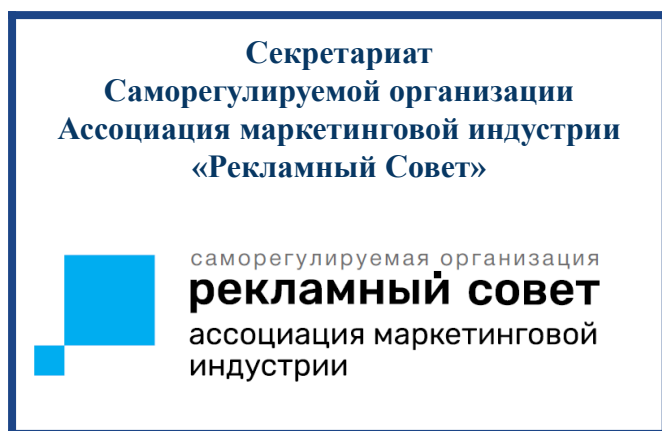 Секретариат
Саморегулируемой организации
Ассоциация маркетинговой индустрии
«Рекламный Совет»
саморегулируемая организация
рекламный совет
ассоциация маркетинговой
индустрии